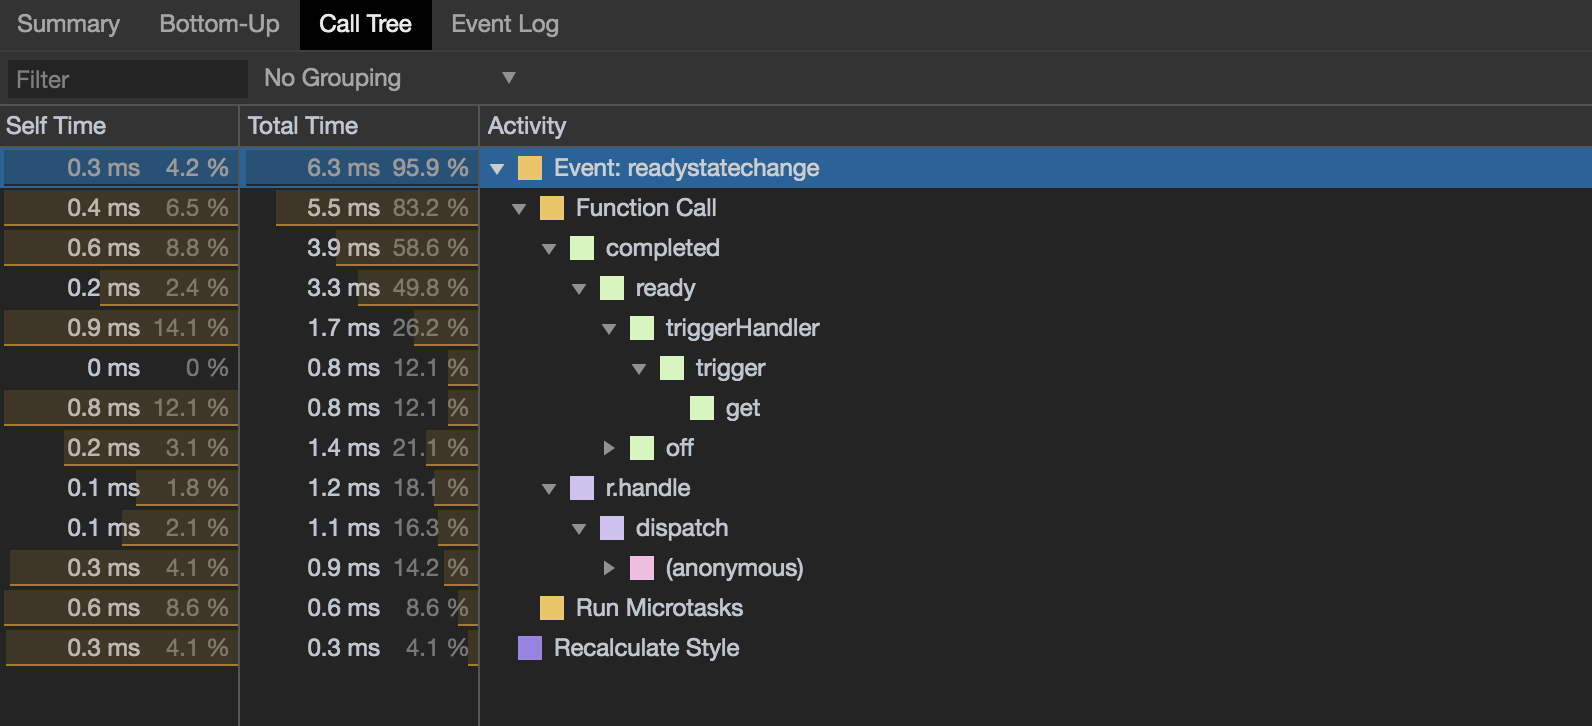 Summary Bottom-Up Call Tree Event Log
Filter No Grouping
Self Time Total Time Activity
0.3 ms 4.2 % 6.3 ms 95.9 % Event: readystatechange
0.4 ms 6.5 % 5.5 ms 83.2 % Function Call
0.6 ms 8.8 % 3.9 ms 58.6 % completed
0.2 ms 2.4 % 3.3 ms 49.8 % ready
0.9 ms 14.1 % 1.7 ms 26.2 % triggerHandler
0 ms 0 % 0.8 ms 12.1 % trigger
0.8 ms 12.1 % 0.8 ms 12.1 % get
0.2 ms 3.1 % 1.4 ms 21.1 % off
0.1 ms 1.8 % 1.2 ms 18.1 % r.handle
0.1 ms 2.1 % 1.1 ms 16.3 % dispatch
0.3 ms 4.1 % 0.9 ms 14.2 % (anonymous)
0.6 ms 8.6 % 0.6 ms 8.6 % Run Microtasks
0.3 ms 4.1 % 0.3 ms 4.1 % Recalculate Style